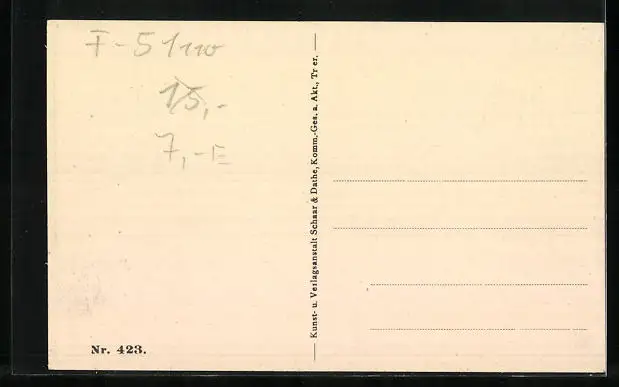 F-51110
15,-
7,-E
Kunst- u. Verlagsanstalt Schaar & Dathe, Komm.-Ges. a. Akt., Trier.
Nr. 423.